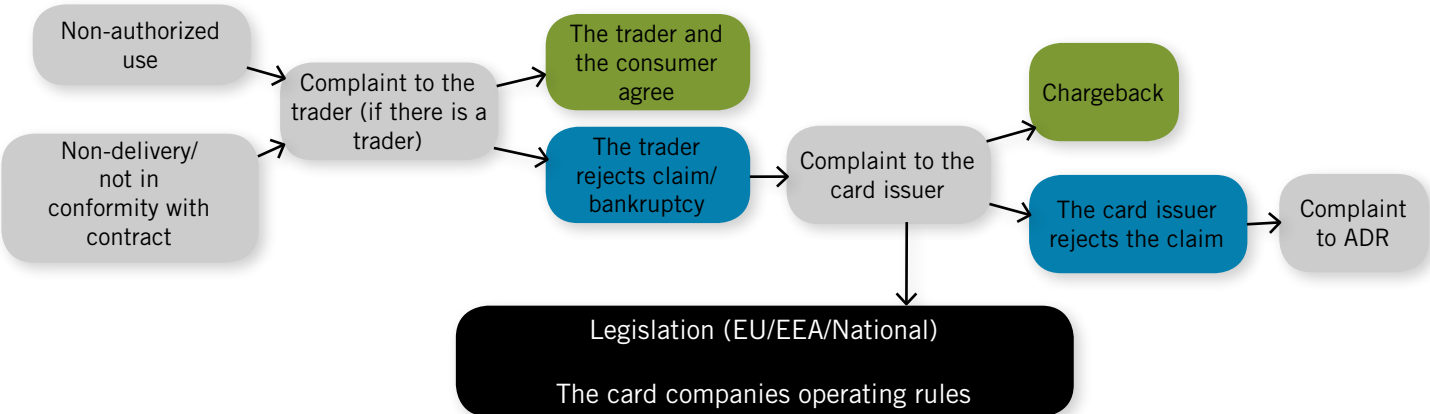 Non-authorized
use
Non-delivery/
not in
conformity with
contract
Complaint to the
trader (if there is a
trader)
The trader and
the consumer
agree
The trader
rejects claim/
bankruptcy
Complaint to the
card issuer
Chargeback
The card issuer
rejects the claim
Complaint
to ADR
Legislation (EU/EEA/National)
The card companies operating rules